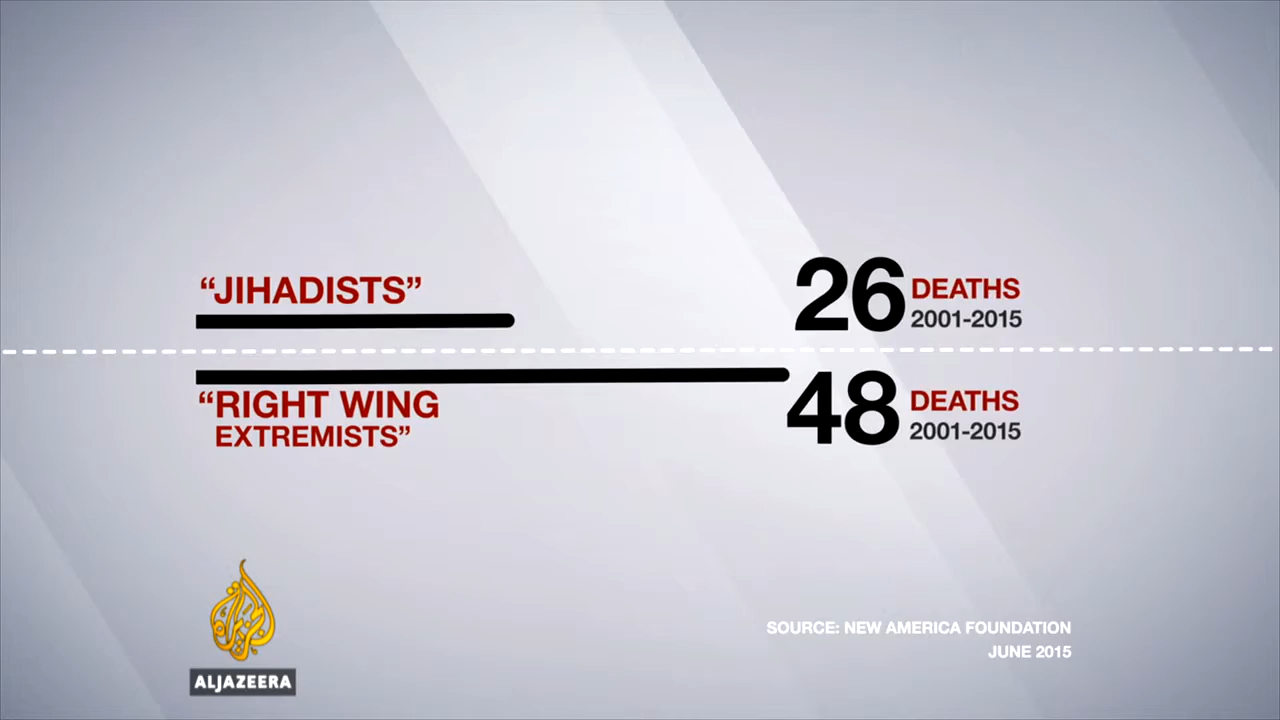 “JIHADISTS”
26 DEATHS
2001-2015
“RIGHT WING
EXTREMISTS”
48 DEATHS
2001-2015
الجزيرة
ALJAZEERA
SOURCE: NEW AMERICA FOUNDATION
JUNE 2015